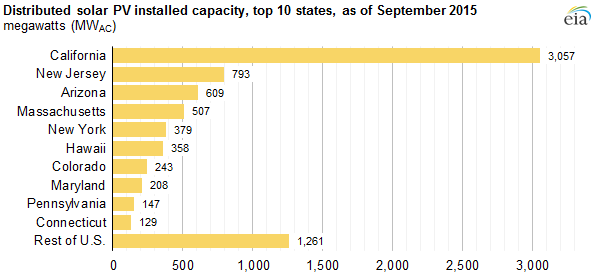 Distributed solar PV installed capacity, top 10 states, as of September 2015
megawatts (MWAC)
eia
California 3,057
New Jersey 793
Arizona 609
Massachusetts 507
New York 379
Hawaii 358
Colorado 243
Maryland 208
Pennsylvania 147
Connecticut 129
Rest of U.S. 1,261
0 500 1,000 1,500 2,000 2,500 3,000